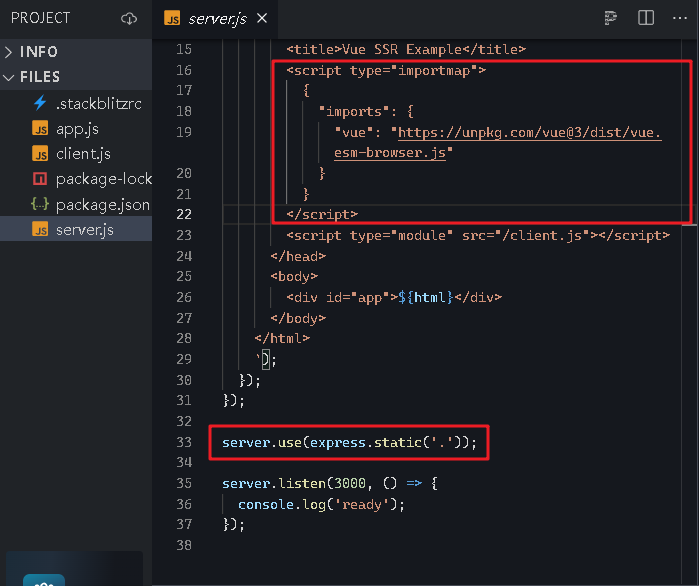 PROJECT
INFO
FILES
.stackblitzrc
app.js
client.js
package-lock
package.json
server.js
server.js
15 <title>Vue SSR Example</title>
16 <script type="importmap">
17 {
18 "imports": {
19 "vue": "https://unpkg.com/vue@3/dist/vue.
esm-browser.js"
20 }
21 }
22 </script>
23 <script type="module" src="/client.js"></script>
24 </head>
25 <body>
26 <div id="app">${html}</div>
27 </body>
28 </html>
29 `);
30 });
31 });
32
33 server.use(express.static('.'));
34
35 server.listen(3000, () => {
36 console.log('ready');
37 });
38